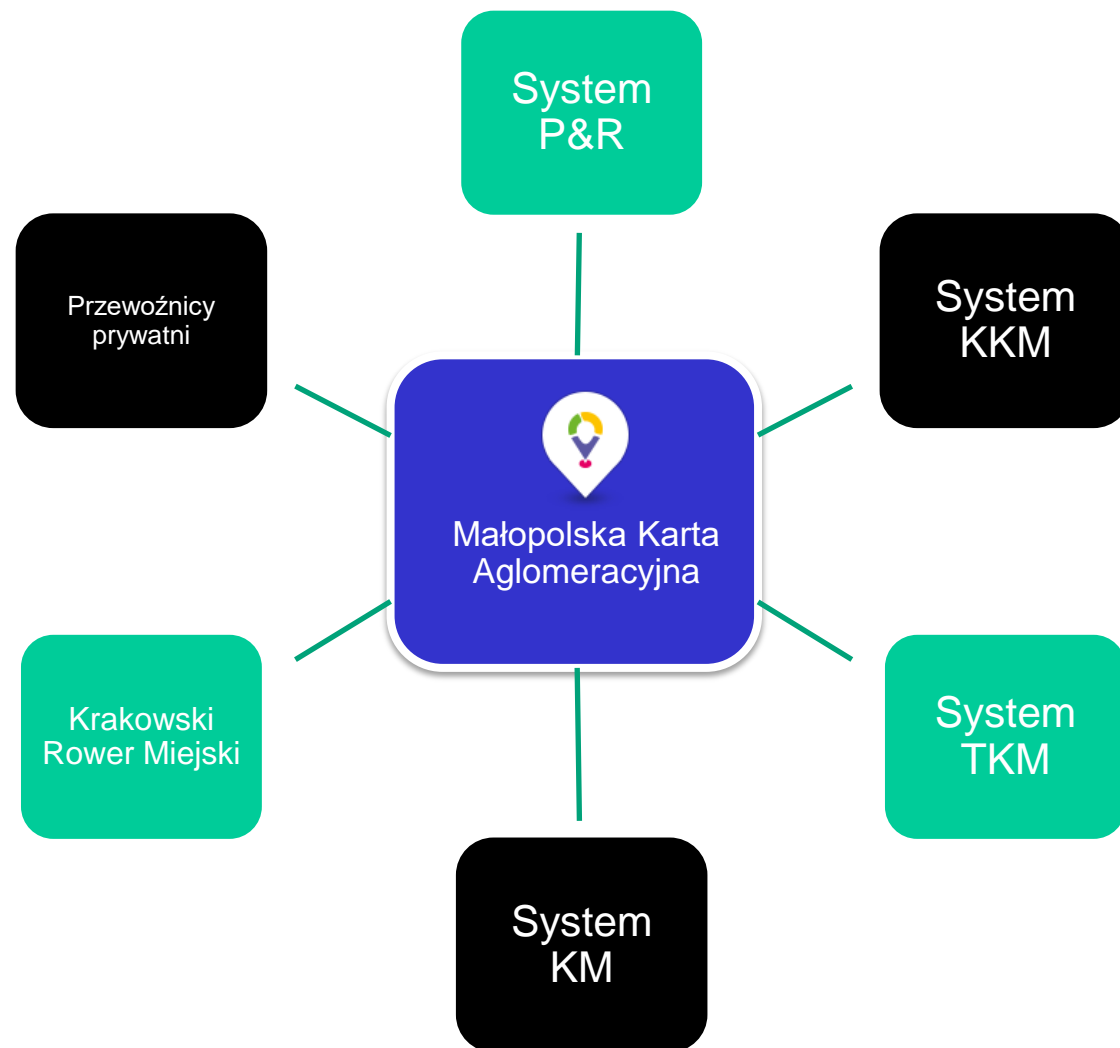 System
P&R
Przewoźnicy
prywatni
System
KKM
Małopolska Karta
Aglomeracyjna
Krakowski
Rower Miejski
System
TKM
System
KM